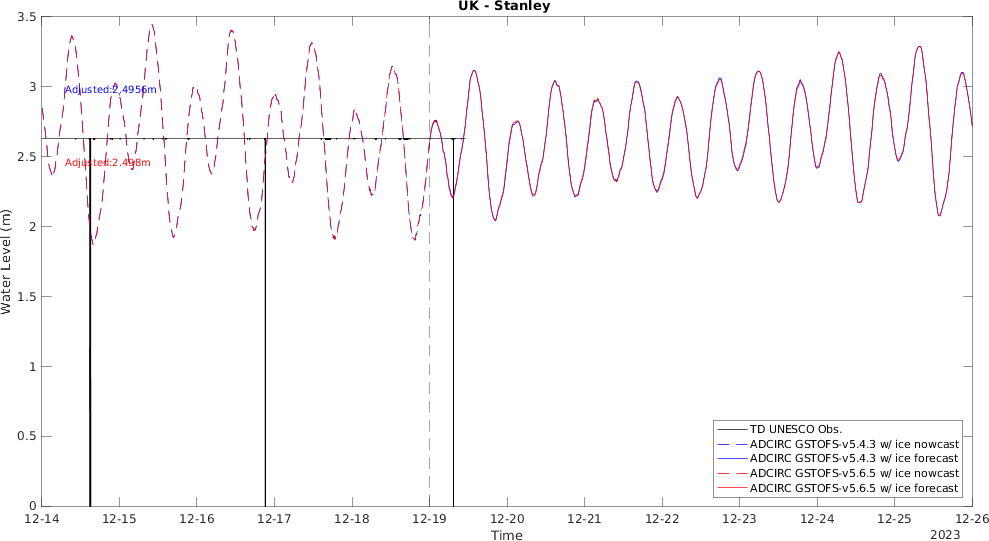 UK - Stanley
3.5
3
2.5
2
1.5
1
0.5
0
Water Level (m)
Adjusted:2.4956m
Adjusted:2.498m
TD UNESCO Obs.
ADCIRC GSTOFS-v5.4.3 w/ ice nowcast
ADCIRC GSTOFS-v5.4.3 w/ ice forecast
ADCIRC GSTOFS-v5.6.5 w/ ice nowcast
ADCIRC GSTOFS-v5.6.5 w/ ice forecast
12-14 12-15 12-16 12-17 12-18 12-19 12-20 12-21 12-22 12-23 12-24 12-25 12-26
Time
2023